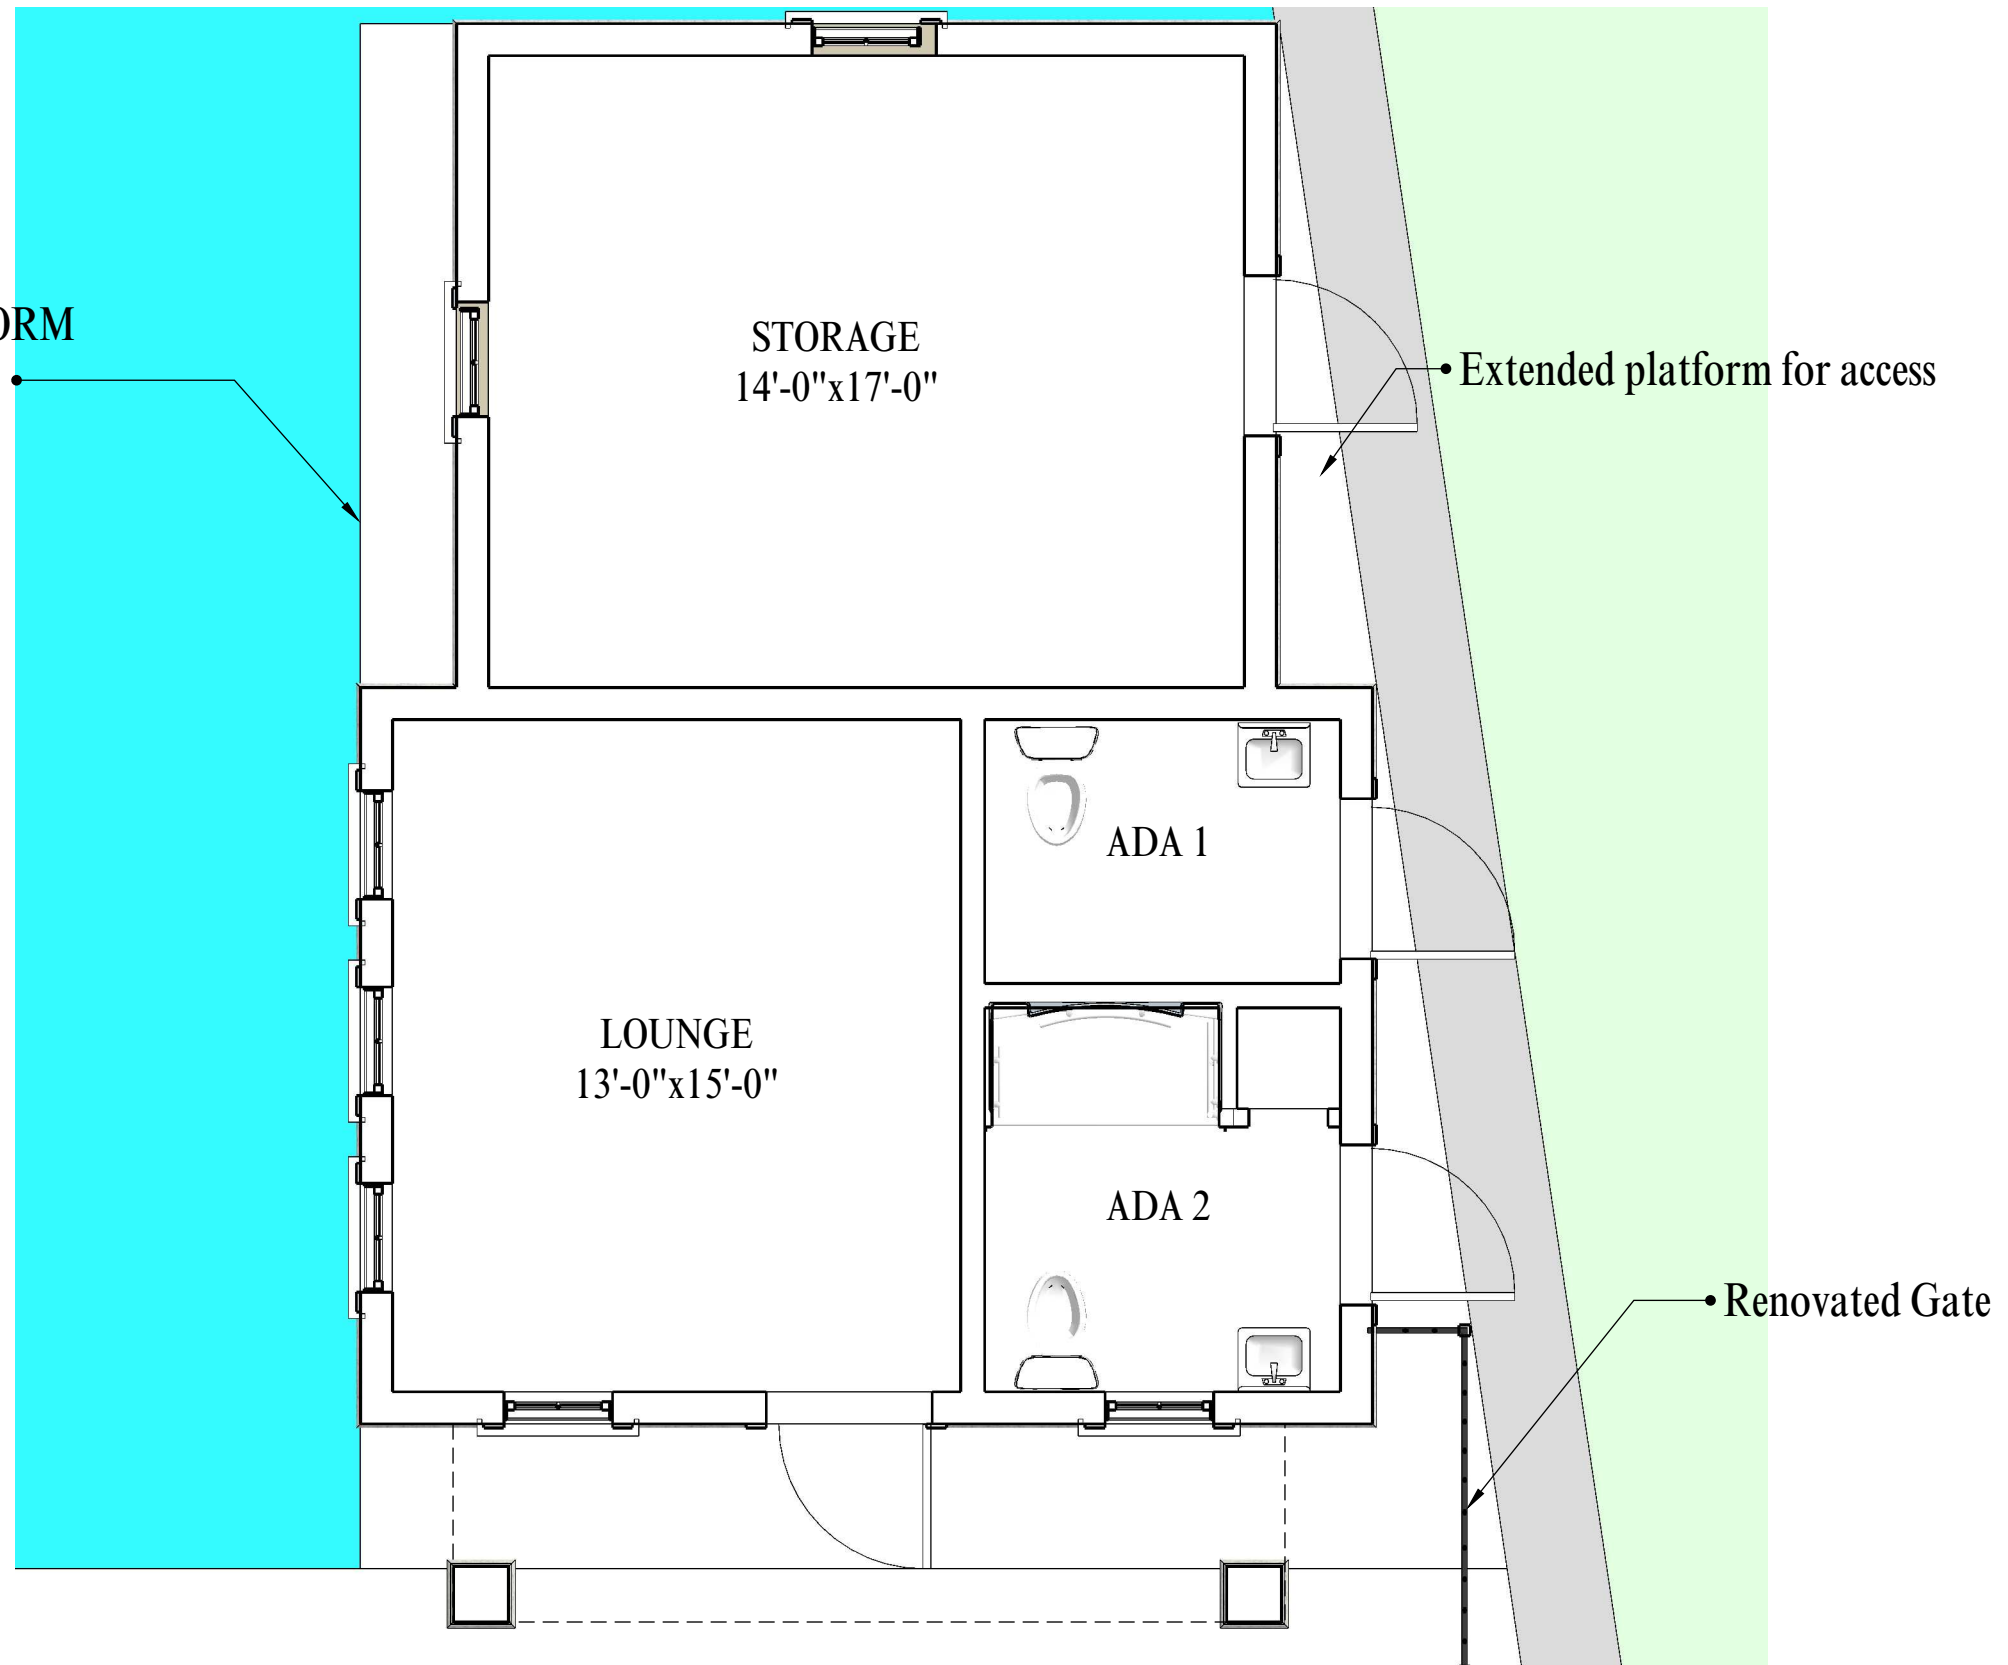 ORM
STORAGE
14'-0"x17'-0"
Extended platform for access
ADA 1
LOUNGE
13'-0"x15'-0"
ADA 2
Renovated Gate